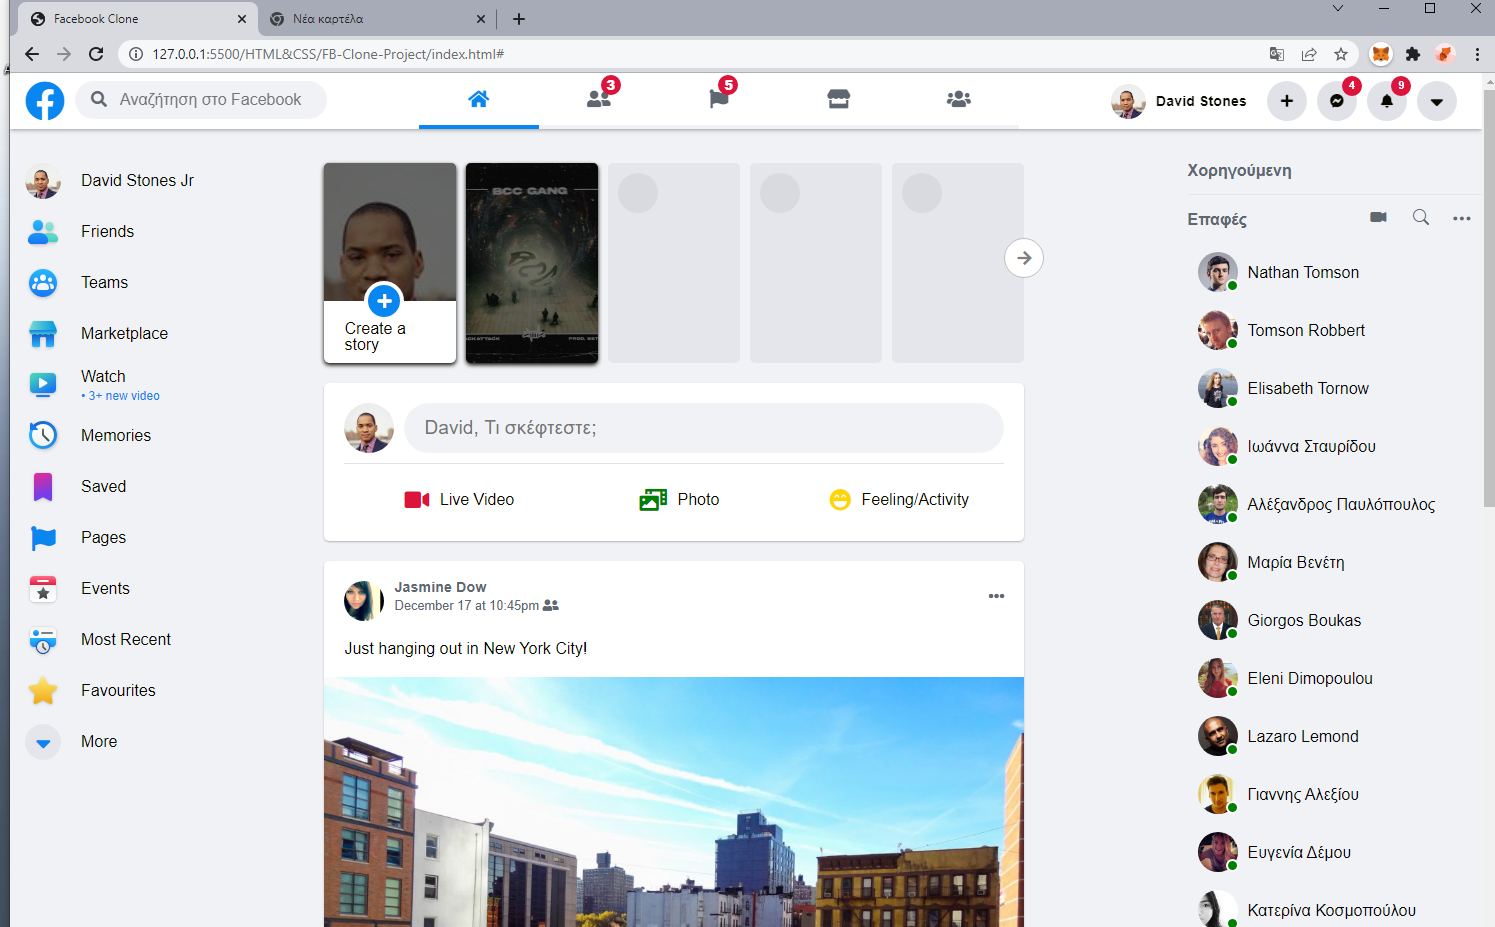 Facebook Clone
Νέα καρτέλα
127.0.0.1:5500/HTML&CSS/FB-Clone-Project/index.html#
Αναζήτηση στο Facebook
3
5
David Stones
4
9
David Stones Jr
Friends
Teams
Marketplace
Watch
• 3+ new video
Memories
Saved
Pages
Events
Most Recent
Favourites
More
Create a
story
BCC GANG
David, Τι σκέφτεστε;
Live Video
Photo
Feeling/Activity
Jasmine Dow
December 17 at 10:45pm
Just hanging out in New York City!
Χορηγούμενη
Επαφές
Nathan Tomson
Tomson Robbert
Elisabeth Tornow
Ιωάννα Σταυρίδου
Αλέξανδρος Παυλόπουλος
Μαρία Βενέτη
Giorgos Boukas
Eleni Dimopoulou
Lazaro Lemond
Γιαννης Αλεξίου
Ευγενία Δέμου
Κατερίνα Κοσμοπούλου